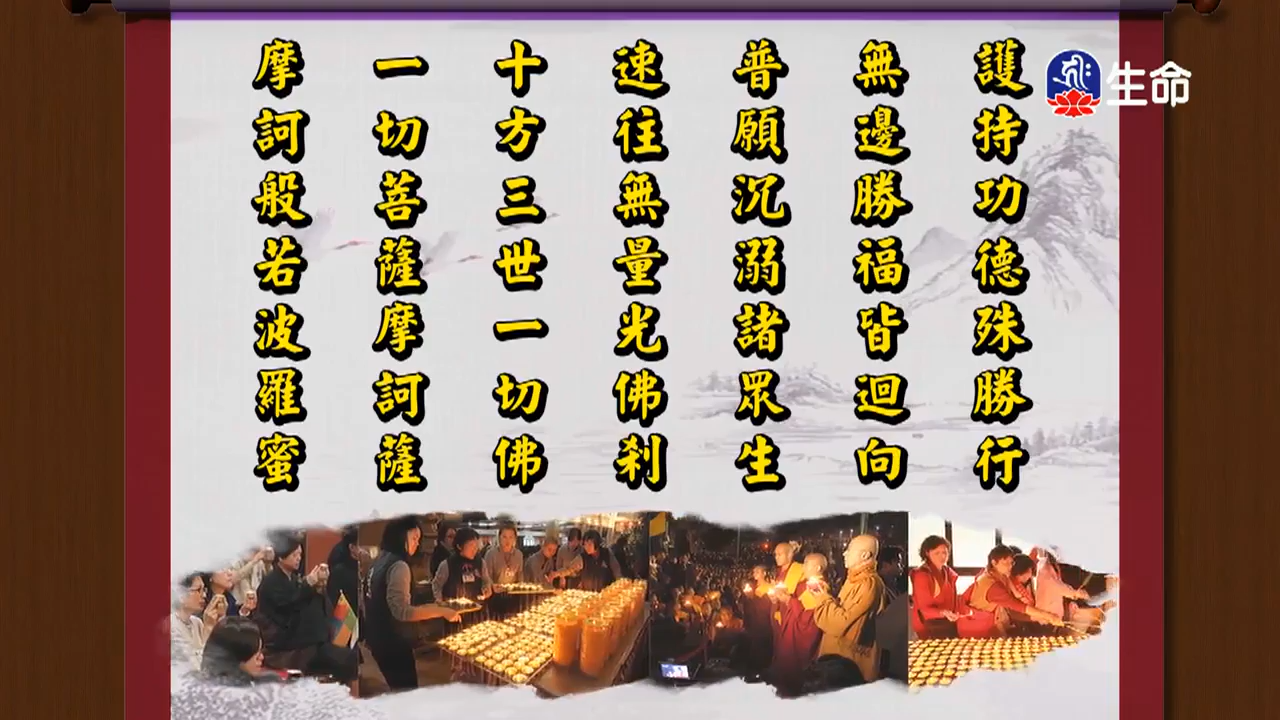 護持功德殊勝行
無邊勝福皆迴向
普願沉溺諸眾生
速往無量光佛剎
十方三世一切佛
一切菩薩摩訶薩
摩訶般若波羅蜜
生命